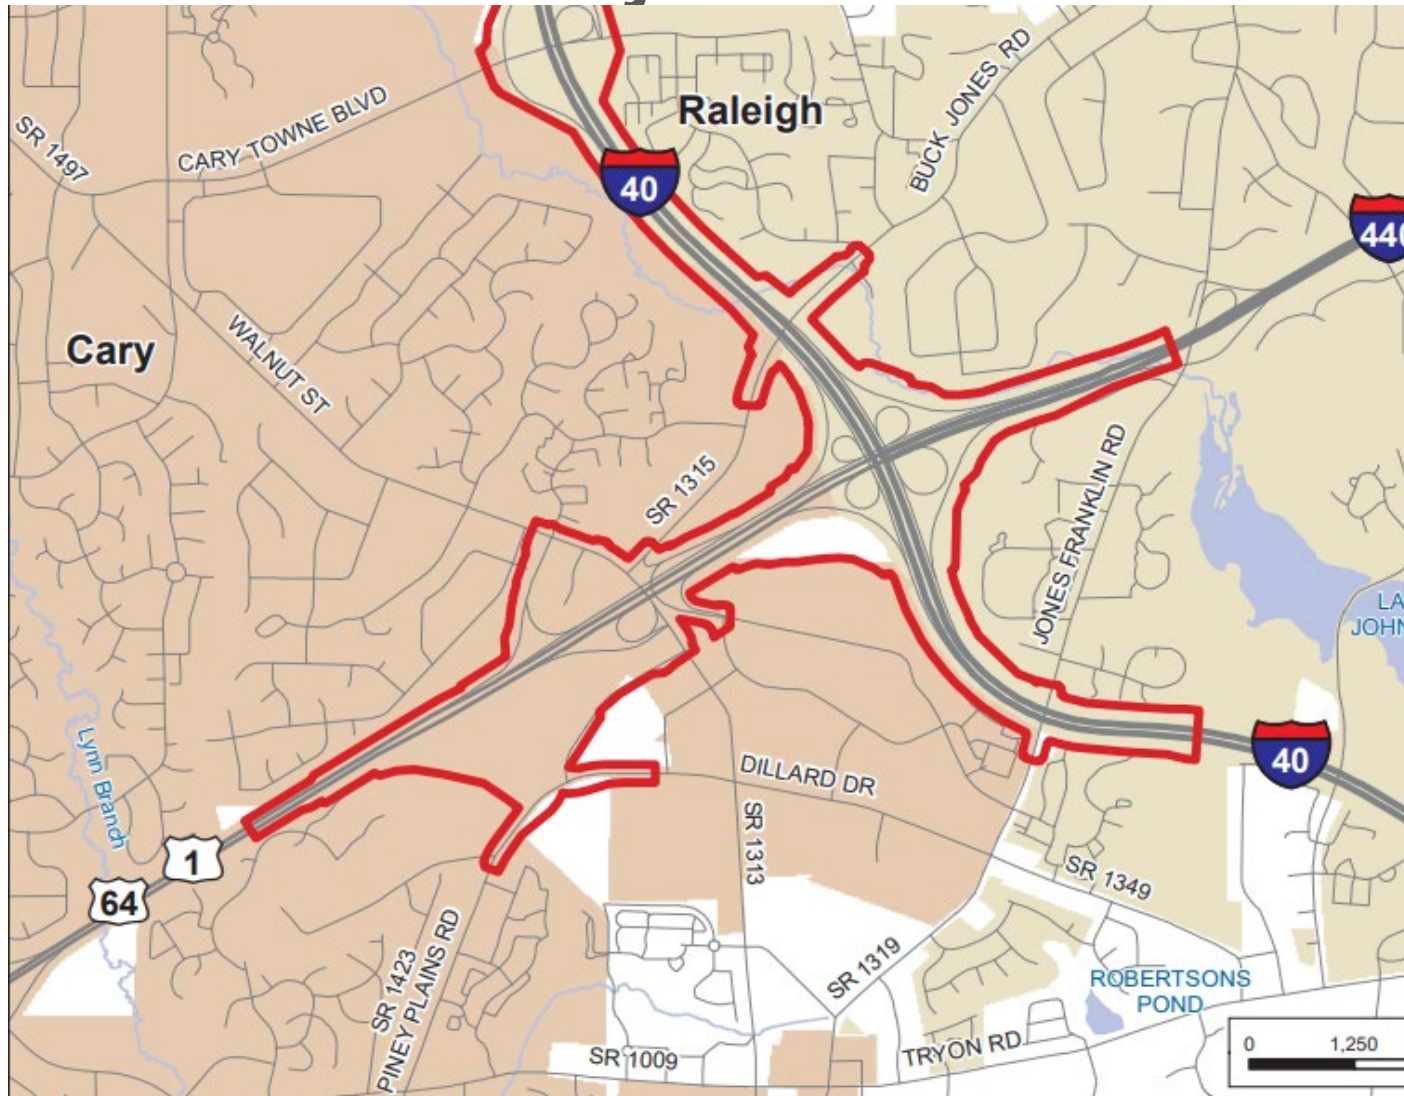 Raleigh
BUCK JONES RD
CARY TOWNE BLVD
SR 1497
40
440
Cary
WALNUT ST
SR 1315
JONES FRANKLIN RD
LA
JOHN
Lynn Branch
40
DILLARD DR
SR 1313
1
64
SR 1349
SR 1423
PINEY PLAINS RD
SR 1319
ROBERTSONS
POND
SR 1009
TRYON RD
0 1,250